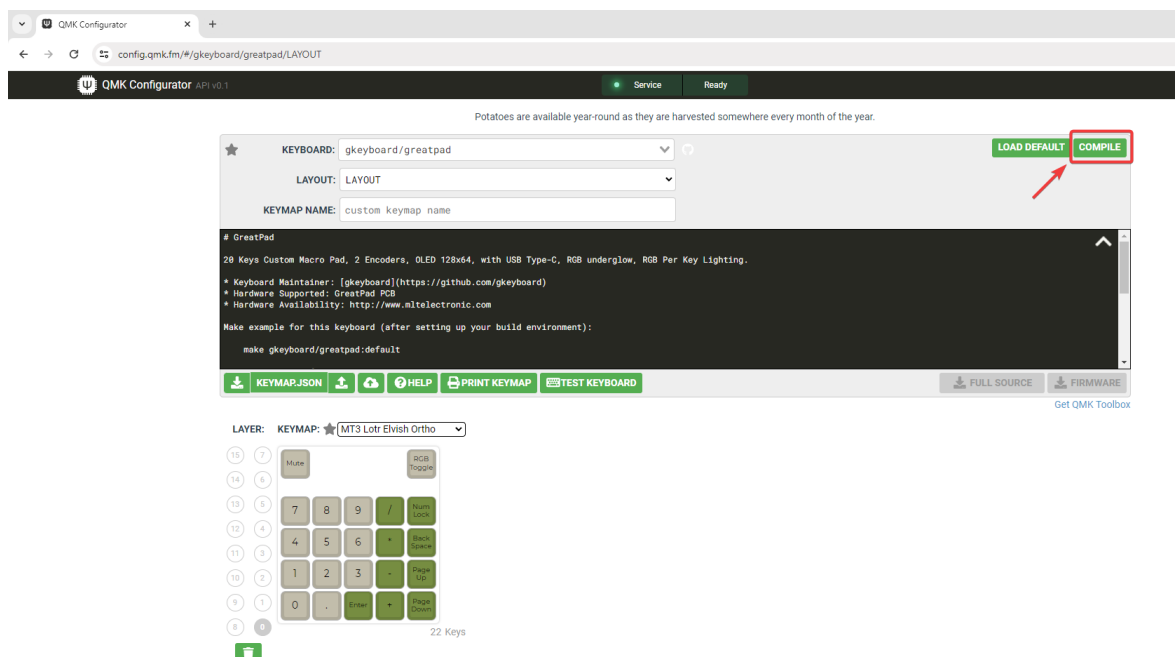 QMK Configurator
config.qmk.fm/#/gkeyboard/greatpad/LAYOUT
QMK Configurator API v0.1
Service Ready
Potatoes are available year-round as they are harvested somewhere every month of the year.
KEYBOARD: gkeyboard/greatpad
LOAD DEFAULT COMPILE
LAYOUT: LAYOUT
KEYMAP NAME: custom keymap name
# GreatPad
20 Keys Custom Macro Pad, 2 Encoders, OLED 128x64, with USB Type-C, RGB underglow, RGB Per Key Lighting.
* Keyboard Maintainer: [gkeyboard](https://github.com/gkeyboard)
* Hardware Supported: GreatPad PCB
* Hardware Availability: http://www.mltelectronic.com
Make example for this keyboard (after setting up your build environment):
make gkeyboard/greatpad:default
KEYMAP.JSON HELP PRINT KEYMAP TEST KEYBOARD FULL SOURCE FIRMWARE
Get QMK Toolbox
LAYER: KEYMAP: MT3 Lotr Elvish Ortho
15 7 Mute RGB Toggle
14 6
13 5 7 8 9 / Num Lock
12 4 4 5 6 * Back Space
11 3
10 2 1 2 3 - Page Up
9 1 0 . Enter + Page Down
8 0 22 Keys